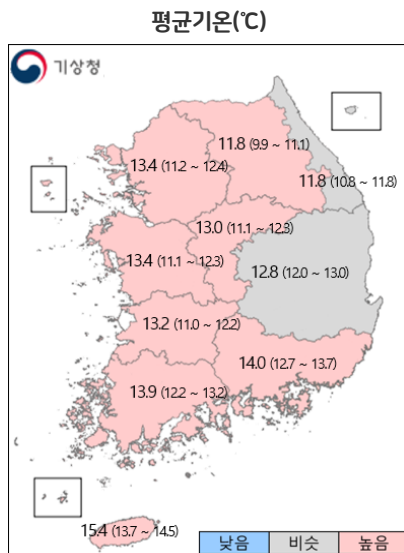 평균기온(℃)
기상청
11.8 (9.9 ~ 11.1)
13.4 (11.2 ~ 12.4)
11.8 (10.8 ~ 11.8)
13.0 (11.1 ~ 12.3)
13.4 (11.1 ~ 12.3)
12.8 (12.0 ~ 13.0)
13.2 (11.0 ~ 12.2)
14.0 (12.7 ~ 13.7)
13.9 (12.2 ~ 13.2)
15.4 (13.7 ~ 14.5)
낮음 비슷 높음